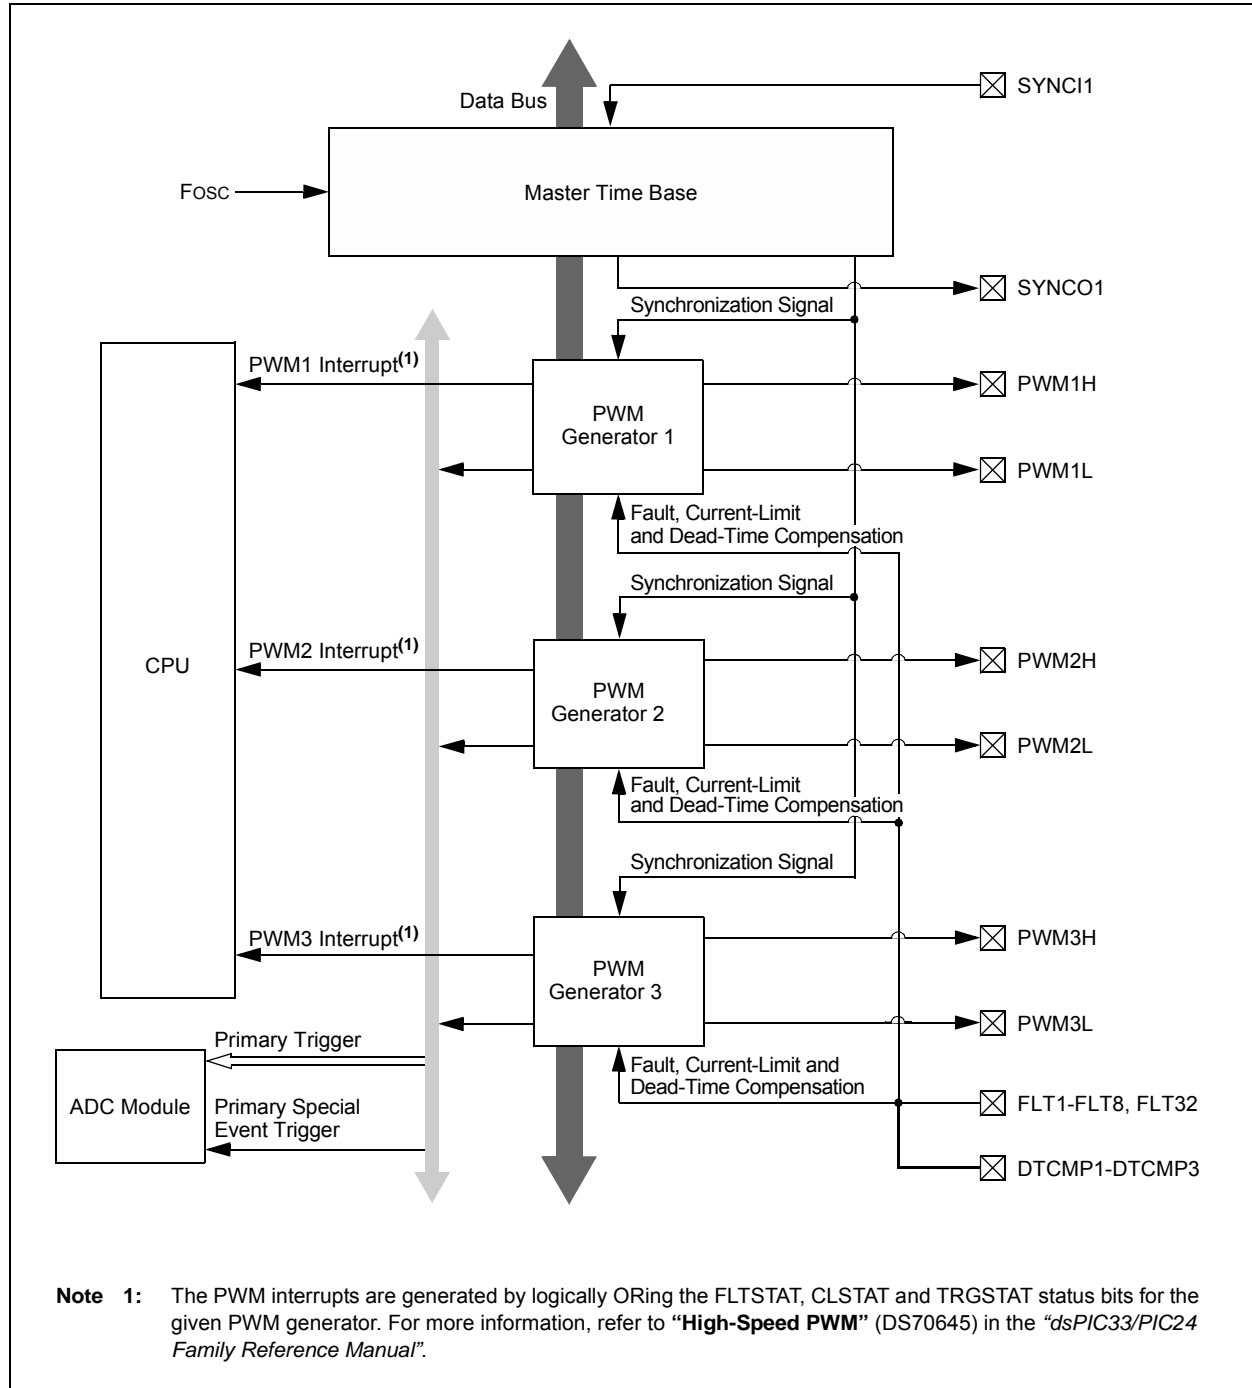 SYNCI1
Data Bus
Master Time Base
FOSC
SYNCO1
Synchronization Signal
PWM1 Interrupt(1)
PWM
Generator 1
PWM1H
PWM1L
Fault, Current-Limit
and Dead-Time Compensation
Synchronization Signal
CPU
PWM2 Interrupt(1)
PWM
Generator 2
PWM2H
PWM2L
Fault, Current-Limit
and Dead-Time Compensation
Synchronization Signal
PWM3 Interrupt(1)
PWM
Generator 3
PWM3H
PWM3L
Primary Trigger
Fault, Current-Limit and
Dead-Time Compensation
ADC Module
Primary Special
Event Trigger
FLT1-FLT8, FLT32
DTCMP1-DTCMP3
Note 1: The PWM interrupts are generated by logically ORing the FLTSTAT, CLSTAT and TRGSTAT status bits for the
given PWM generator. For more information, refer to “High-Speed PWM” (DS70645) in the “dsPIC33/PIC24
Family Reference Manual”.